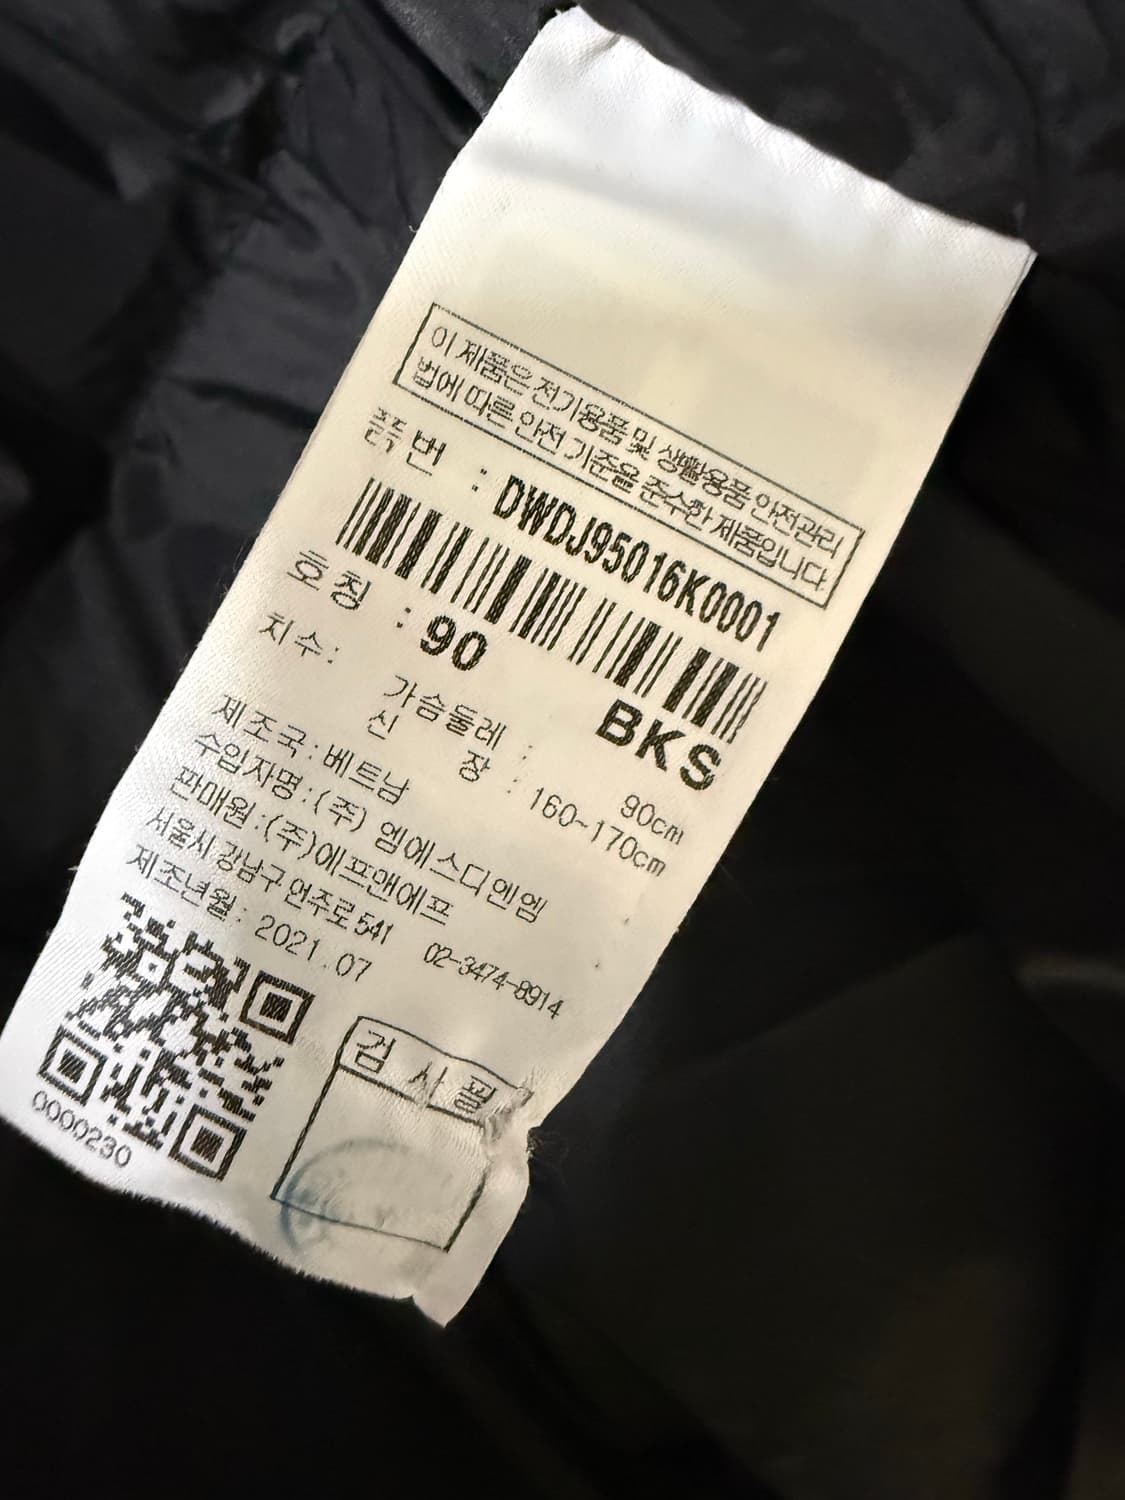 이 제품은 전기용품 및 생활용품 안전관리
법에 따른 안전 기준을 준수한 제품입니다
품번 : DWDJ95016K0001
호칭 : 90 BKS
치수:
가슴둘레 : 90cm
신 장 : 160~170cm
제조국:베트남
수입자명:(주) 엠에스디엔엠
판매원:(주)에프앤에프
서울시 강남구 언주로 541 02-3474-8914
제조년월: 2021.07
검사필
0000230